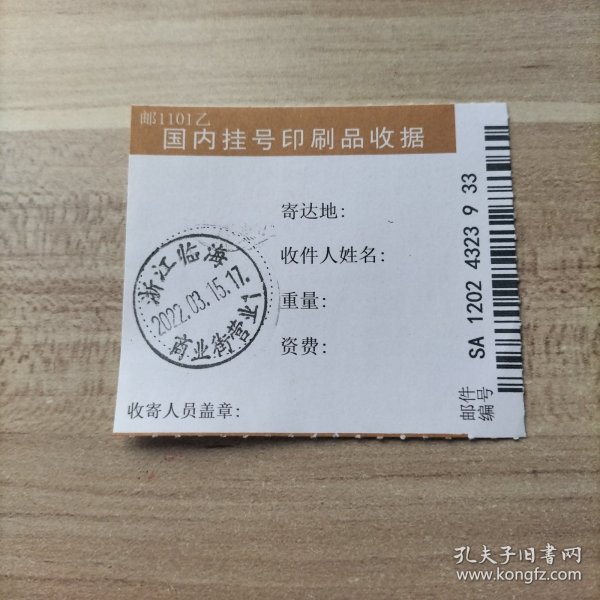 邮1101乙
国内挂号印刷品收据
寄达地:
收件人姓名:
重量:
资费:
收寄人员盖章:
浙江临海
2022.03.15.17.
商业街营业1
邮件
编号
SA 1202 4323 9 33
孔夫子旧书网
www.kongfz.com